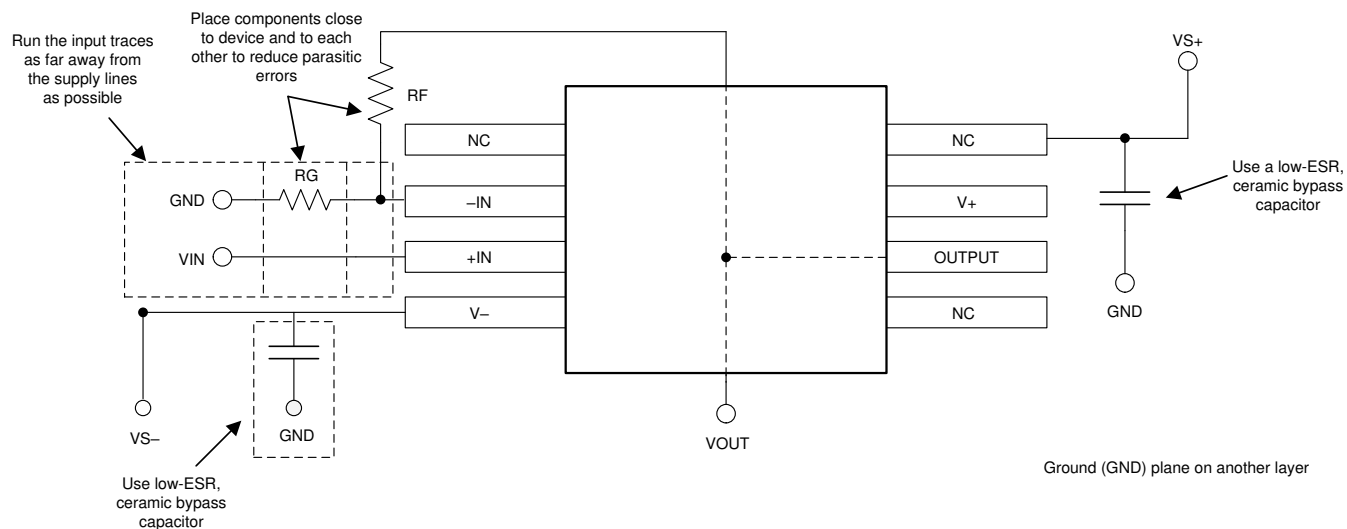 Place components close
to device and to each
other to reduce parasitic
errors
Run the input traces
as far away from
the supply lines
as possible
VS+
RF
NC
NC
RG
Use a low-ESR,
ceramic bypass
capacitor
GND
–IN
V+
VIN
+IN
OUTPUT
V–
NC
GND
VS–
GND
VOUT
Use low-ESR,
ceramic bypass
capacitor
Ground (GND) plane on another layer